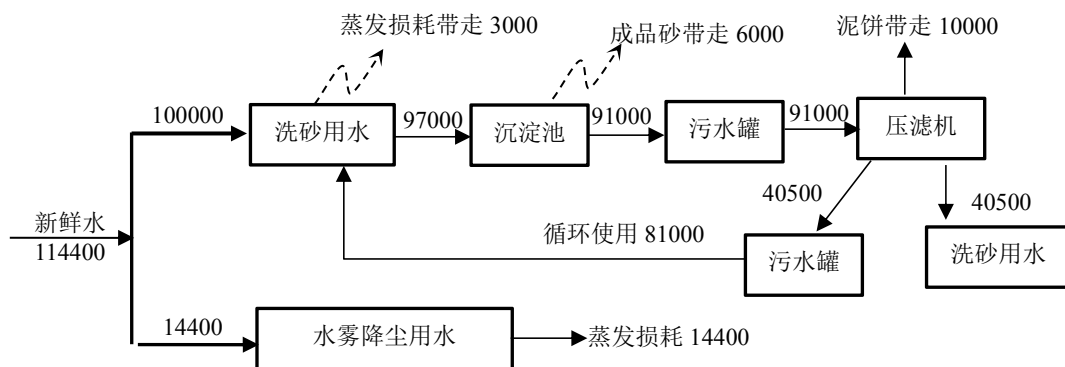 蒸发损耗带走 3000
成品砂带走 6000
泥饼带走 10000
100000
洗砂用水
97000
沉淀池
91000
污水罐
91000
压滤机
40500
40500
新鲜水
114400
循环使用 81000
污水罐
洗砂用水
14400
水雾降尘用水
蒸发损耗 14400